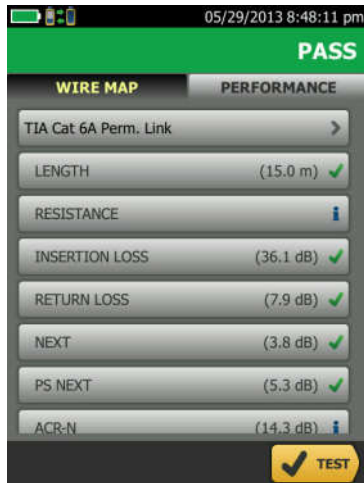 05/29/2013 8:48:11 pm
PASS
WIRE MAP PERFORMANCE
TIA Cat 6A Perm. Link
LENGTH (15.0 m)
RESISTANCE
INSERTION LOSS (36.1 dB)
RETURN LOSS (7.9 dB)
NEXT (3.8 dB)
PS NEXT (5.3 dB)
ACR-N (14.3 dB)
TEST